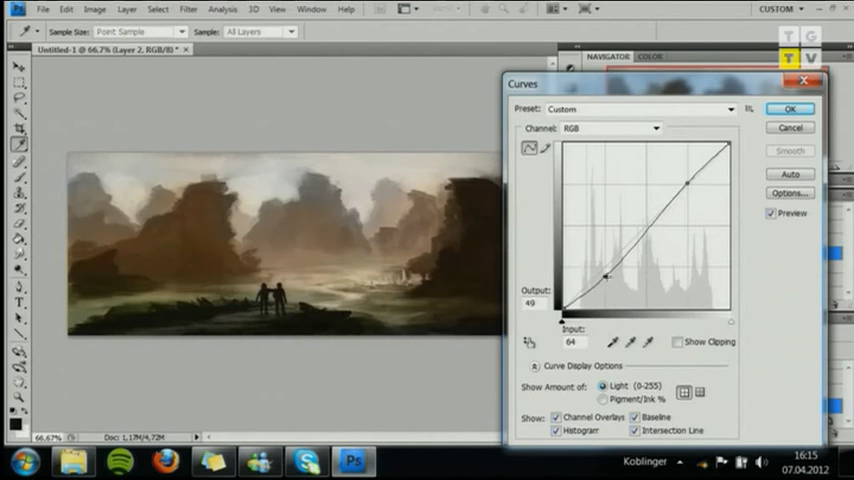 Ps File Edit Image Layer Select Filter Analysis 3D View Window Help CUSTOM
Sample Size: Point Sample Sample: All Layers
T G
T V
Untitled-1 @ 66,7% (Layer 2, RGB/8) *
NAVIGATOR COLOR
Curves
Preset: Custom
OK
Channel: RGB
Cancel
Smooth
Auto
Options...
Preview
Output:
49
Input:
64
Show Clipping
Curve Display Options
Show Amount of: Light (0-255)
Pigment/Ink %
Show: Channel Overlays Baseline
Histogram Intersection Line
66,67% Doc: 1,17M/4,72M
Ps
Koblinger
16:15
07.04.2012